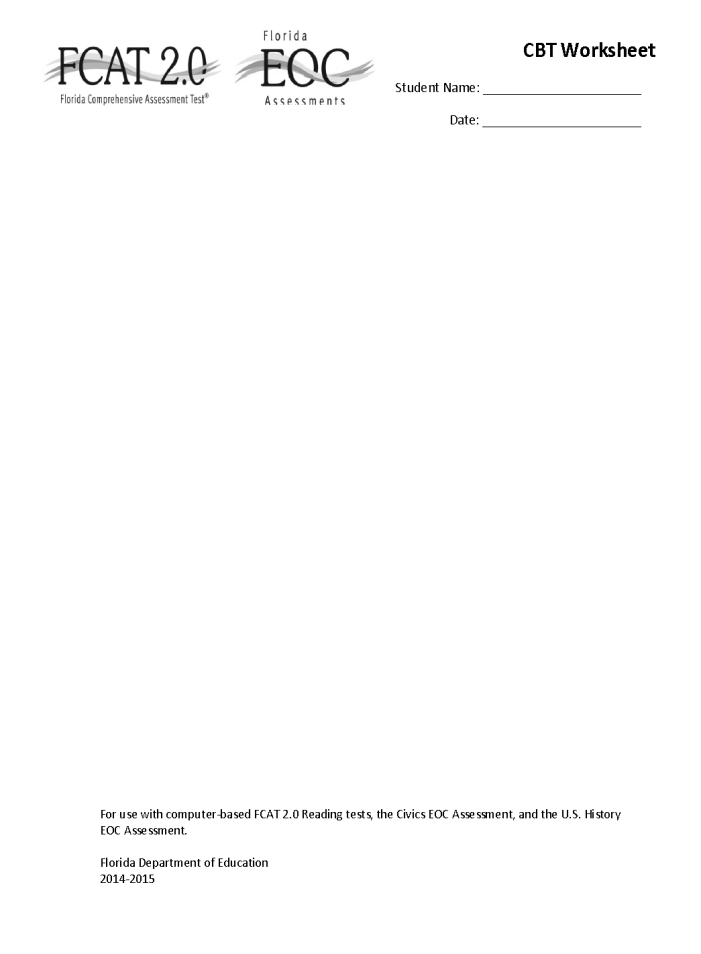 FCAT 2.0
Florida Comprehensive Assessment Test®
Florida
EOC
Assessments
CBT Worksheet
Student Name: ________________________
Date: ________________________
For use with computer-based FCAT 2.0 Reading tests, the Civics EOC Assessment, and the U.S. History
EOC Assessment.
Florida Department of Education
2014-2015